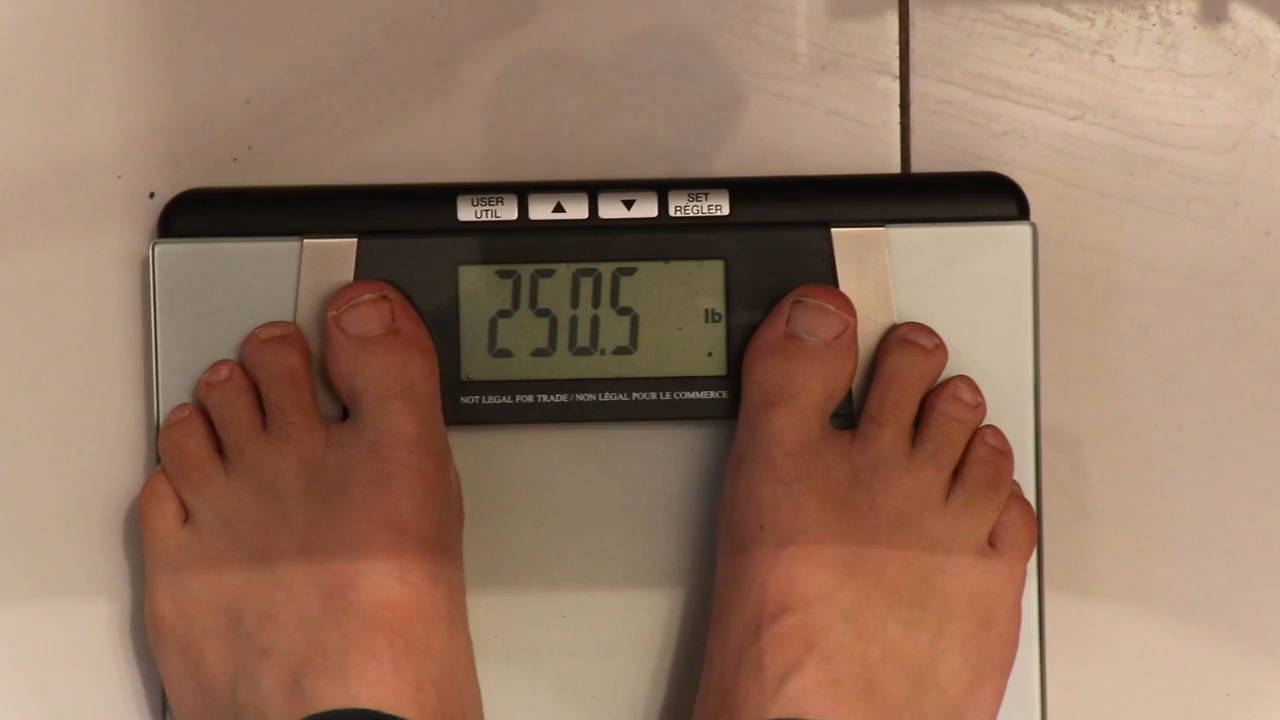 USER
UTIL
▲
▼
SET
RÉGLER
250.5
lb
NOT LEGAL FOR TRADE / NON LÉGAL POUR LE COMMERCE